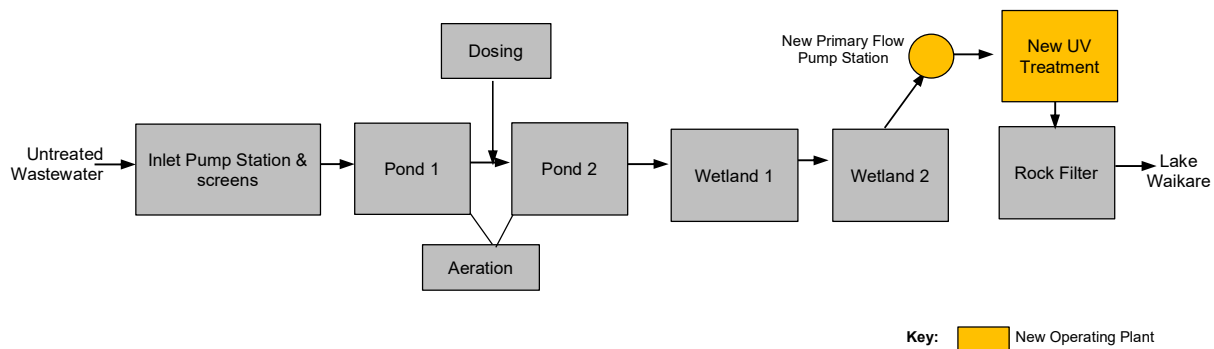 New Primary Flow
Pump Station
New UV
Treatment
Dosing
Untreated
Wastewater
Inlet Pump Station &
screens
Pond 1
Pond 2
Wetland 1
Wetland 2
Rock Filter
Lake
Waikare
Aeration
Key:
New Operating Plant